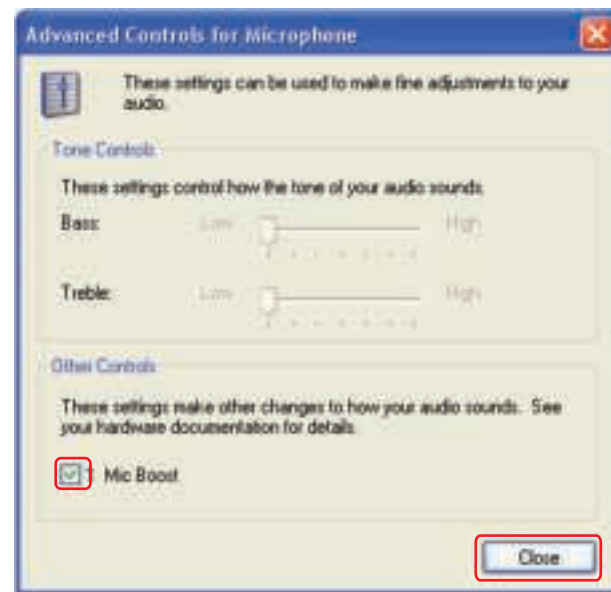 Advanced Controls for Microphone
These settings can be used to make fine adjustments to your
audio.
Tone Controls
These settings control how the tone of your audio sounds
Bass: Low High
Treble: Low High
Other Controls
These settings make other changes to how your audio sounds. See
your hardware documentation for details.
1 Mic Boost
Close